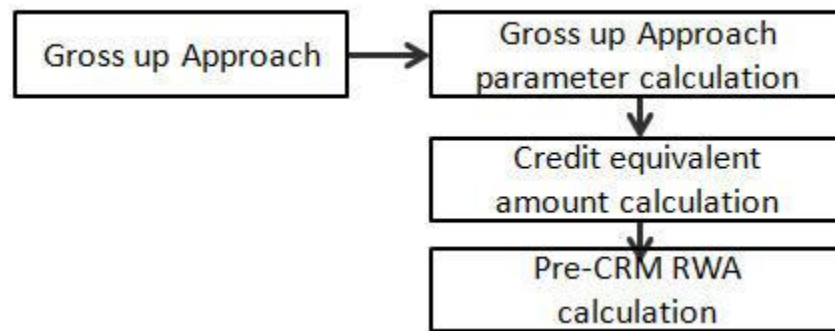 Gross up Approach
Gross up Approach
parameter calculation
Credit equivalent
amount calculation
Pre-CRM RWA
calculation